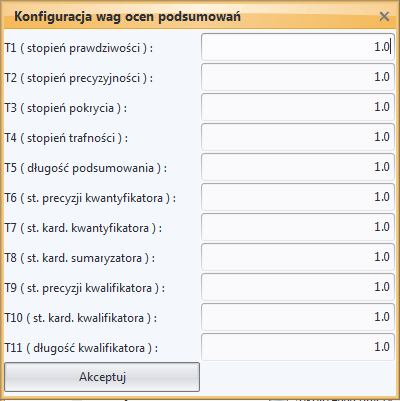 Konfiguracja wag ocen podsumowań
T1 ( stopień prawdziwości ) : 1.0
T2 ( stopień precyzyjności ) : 1.0
T3 ( stopień pokrycia ) : 1.0
T4 ( stopień trafności ) : 1.0
T5 ( długość podsumowania ) : 1.0
T6 ( st. precyzji kwantyfikatora ) : 1.0
T7 ( st. kard. kwantyfikatora ) : 1.0
T8 ( st. kard. sumaryzatora ) : 1.0
T9 ( st. precyzji kwalifikatora ) : 1.0
T10 ( st. kard. kwalifikatora ) : 1.0
T11 ( długość kwalifikatora ) : 1.0
Akceptuj